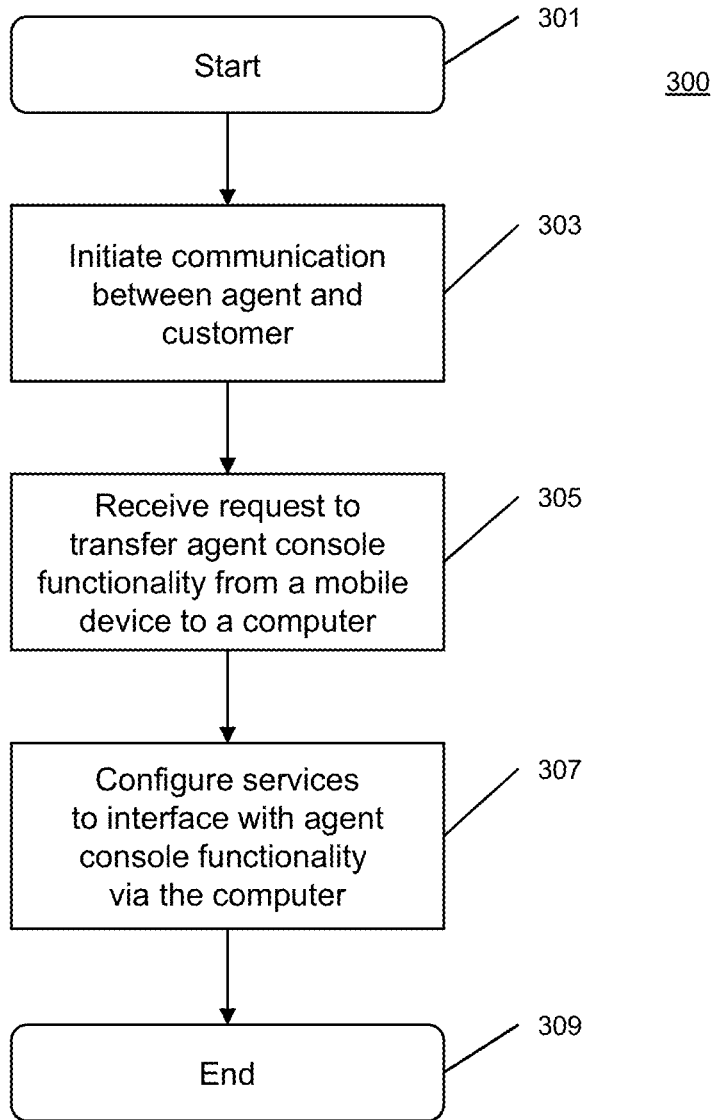 301
Start
300
303
Initiate communication
between agent and
customer
305
Receive request to
transfer agent console
functionality from a mobile
device to a computer
307
Configure services
to interface with agent
console functionality
via the computer
309
End